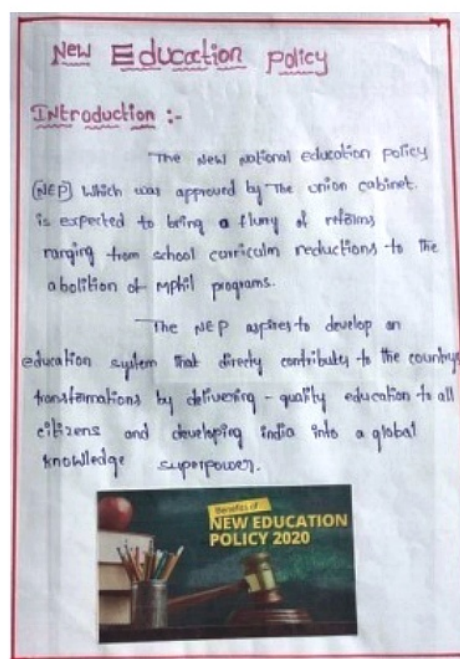 New Education Policy
Introduction :-
The New National education policy
(NEP) Which was approved by The union cabinet.
is expected to bring a flurry of reforms
ranging from school curriculm reductions to the
abolition of Mphil programs.
The NEP aspires to develop an
education system that directly contributes to the countrys
transformations by delivering - quality education to all
citizens and developing india into a global
knowledge superpower.
Benefits of
NEW EDUCATION
POLICY 2020